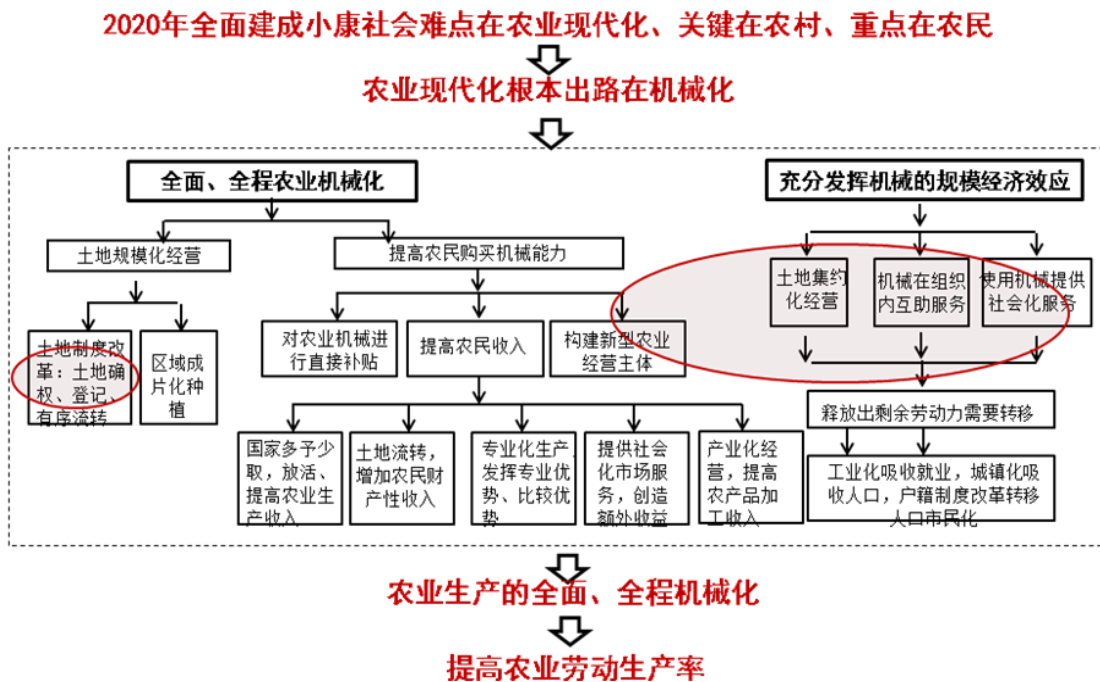 2020年全面建成小康社会难点在农业现代化、关键在农村、重点在农民
农业现代化根本出路在机械化
全面、全程农业机械化
充分发挥机械的规模经济效应
土地规模化经营
提高农民购买机械能力
土地集约
化经营
机械在组织
内互助服务
使用机械提供
社会化服务
土地制度改
革：土地确
权、登记、
有序流转
区域成
片化种
植
对农业机械进
行直接补贴
提高农民收入
构建新型农业
经营主体
释放出剩余劳动力需要转移
国家多予少
取，放活、
提高农业生
产收入
土地流转，
增加农民财
产性收入
专业化生产，
发挥专业优
势、比较优
势
提供社会
化市场服
务，创造
额外收益
产业化经
营，提高
农产品加
工收入
工业化吸收就业，城镇化吸
收人口，户籍制度改革转移
人口市民化
农业生产的全面、全程机械化
提高农业劳动生产率